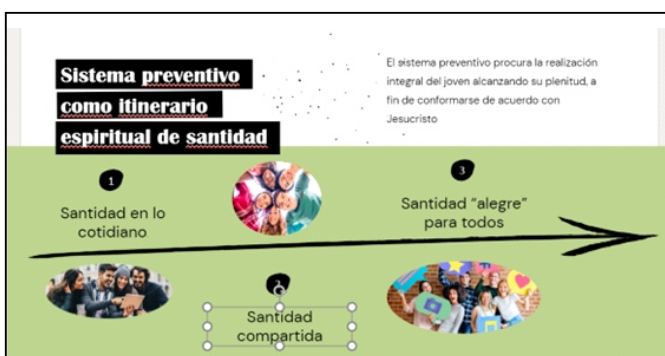 Sistema preventivo
como itinerario
espiritual de santidad
El sistema preventivo procura la realización
integral del joven alcanzando su plenitud, a
fin de conformarse de acuerdo con
Jesucristo
1
Santidad en lo
cotidiano
2
Santidad
compartida
3
Santidad “alegre”
para todos